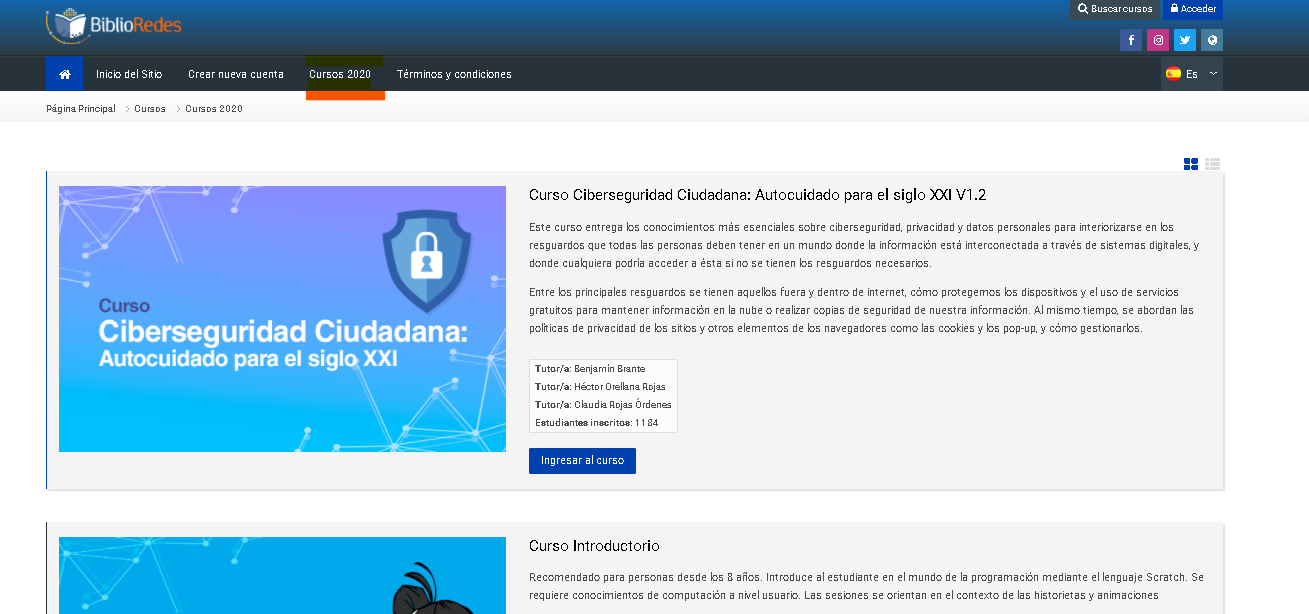 BiblioRedes
Buscar cursos
Acceder
Inicio del Sitio
Crear nueva cuenta
Cursos 2020
Términos y condiciones
Es
Página Principal > Cursos > Cursos 2020
Curso
Ciberseguridad Ciudadana:
Autocuidado para el siglo XXI
Curso Ciberseguridad Ciudadana: Autocuidado para el siglo XXI V1.2
Este curso entrega los conocimientos más esenciales sobre ciberseguridad, privacidad y datos personales para interiorizarse en los
resguardos que todas las personas deben tener en un mundo donde la información está interconectada a través de sistemas digitales, y
donde cualquiera podría acceder a ésta si no se tienen los resguardos necesarios.
Entre los principales resguardos se tienen aquellos fuera y dentro de internet, cómo protegemos los dispositivos y el uso de servicios
gratuitos para mantener información en la nube o realizar copias de seguridad de nuestra información. Al mismo tiempo, se abordan las
políticas de privacidad de los sitios y otros elementos de los navegadores como las cookies y los pop-up, y cómo gestionarlos.
Tutor/a: Benjamín Brante
Tutor/a: Héctor Orellana Rojas
Tutor/a: Claudia Rojas Órdenes
Estudiantes inscritos: 1184
Ingresar al curso
Curso Introductorio
Recomendado para personas desde los 8 años. Introduce al estudiante en el mundo de la programación mediante el lenguaje Scratch. Se
requiere conocimientos de computación a nivel usuario. Las sesiones se orientan en el contexto de las historietas y animaciones